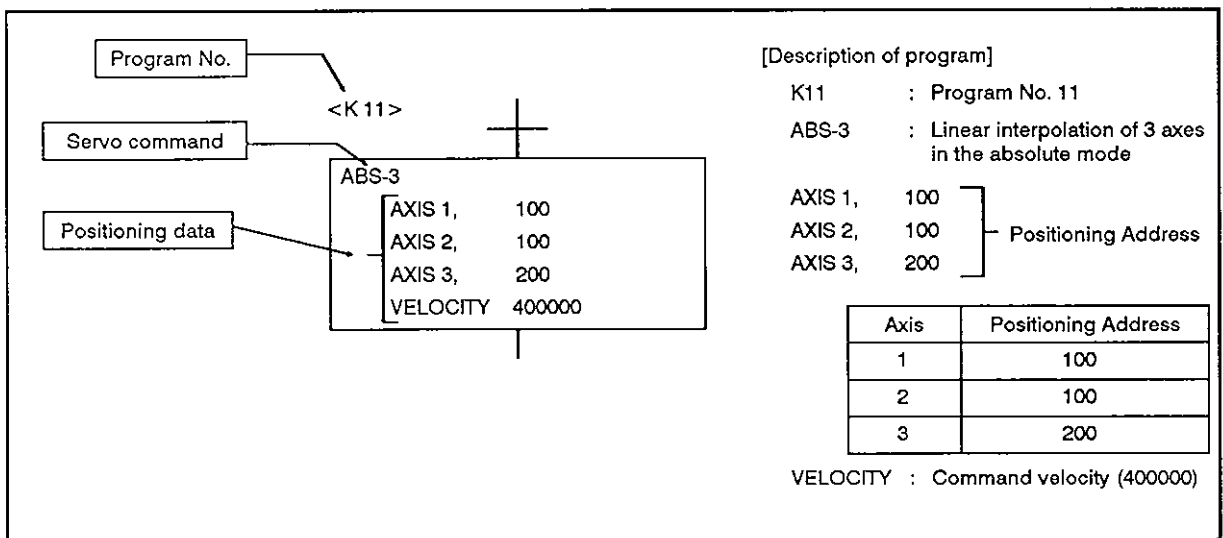 Program No.
<K 11>
Servo command
ABS-3
Positioning data
AXIS 1, 100
AXIS 2, 100
AXIS 3, 200
VELOCITY 400000
[Description of program]
K11 : Program No. 11
ABS-3 : Linear interpolation of 3 axes
in the absolute mode
AXIS 1, 100
AXIS 2, 100
AXIS 3, 200
Positioning Address
Axis Positioning Address
1 100
2 100
3 200
VELOCITY : Command velocity (400000)